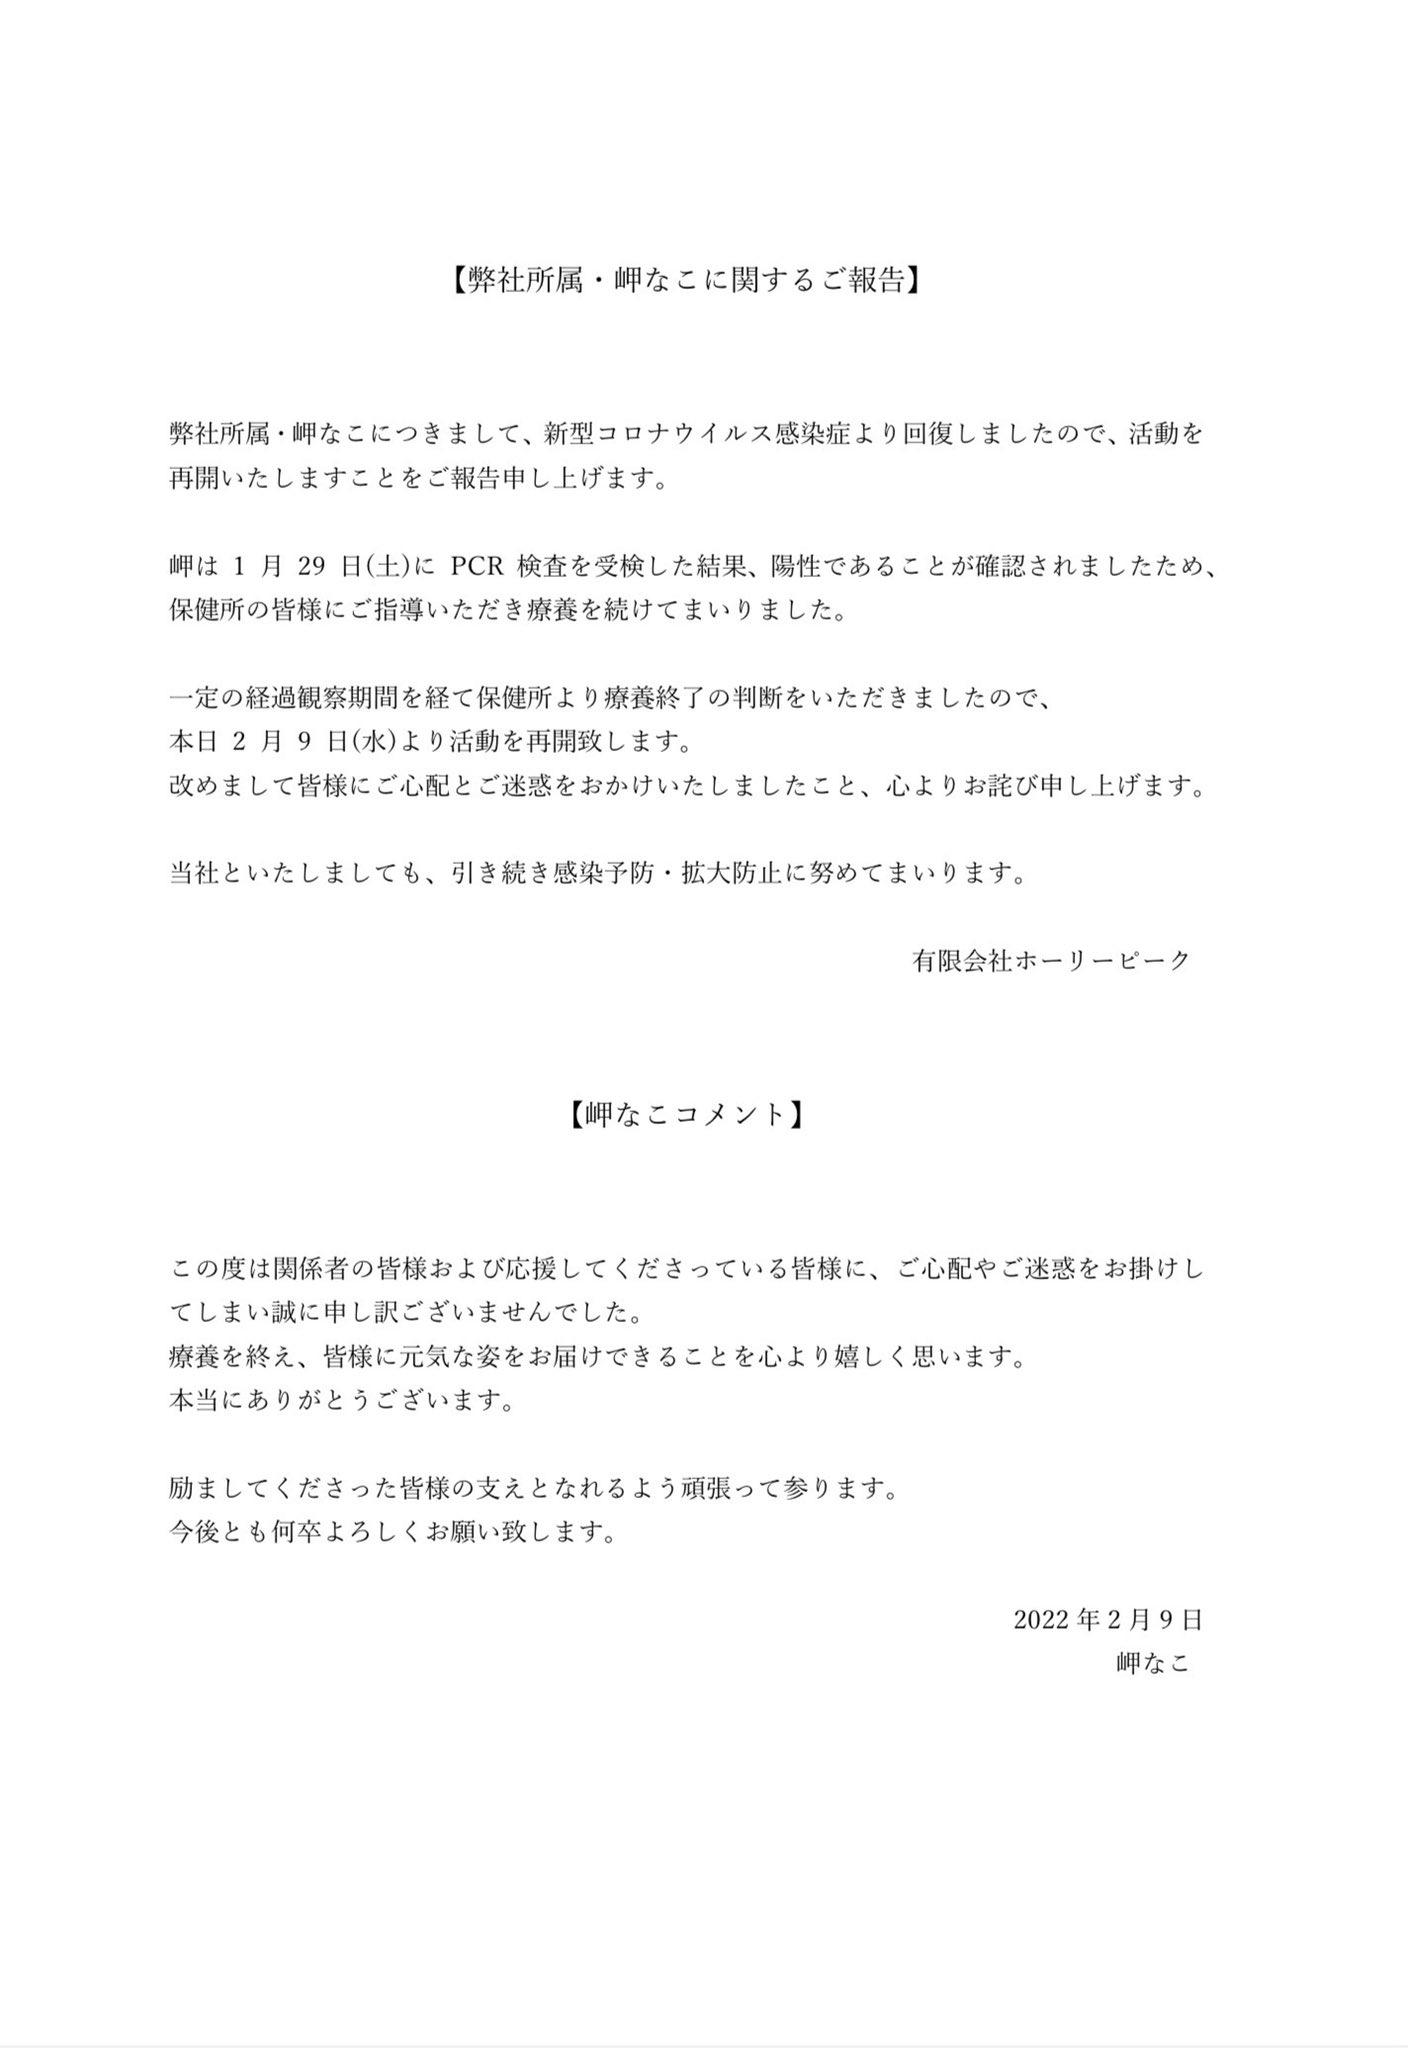 【弊社所属・岬なこに関するご報告】
弊社所属・岬なこにつきまして、新型コロナウイルス感染症より回復しましたので、活動を
再開いたしますことをご報告申し上げます。
岬は 1 月 29 日(土)に PCR 検査を受検した結果、陽性であることが確認されましたため、
保健所の皆様にご指導いただき療養を続けてまいりました。
一定の経過観察期間を経て保健所より療養終了の判断をいただきましたので、
本日 2 月 9 日(水)より活動を再開致します。
改めまして皆様にご心配とご迷惑をおかけいたしましたこと、心よりお詫び申し上げます。
当社といたしましても、引き続き感染予防・拡大防止に努めてまいります。
有限会社ホーリーピーク
【岬なこコメント】
この度は関係者の皆様および応援してくださっている皆様に、ご心配やご迷惑をお掛けし
てしまい誠に申し訳ございませんでした。
療養を終え、皆様に元気な姿をお届けできることを心より嬉しく思います。
本当にありがとうございます。
励ましてくださった皆様の支えとなれるよう頑張って参ります。
今後とも何卒よろしくお願い致します。
2022 年 2 月 9 日
岬なこ